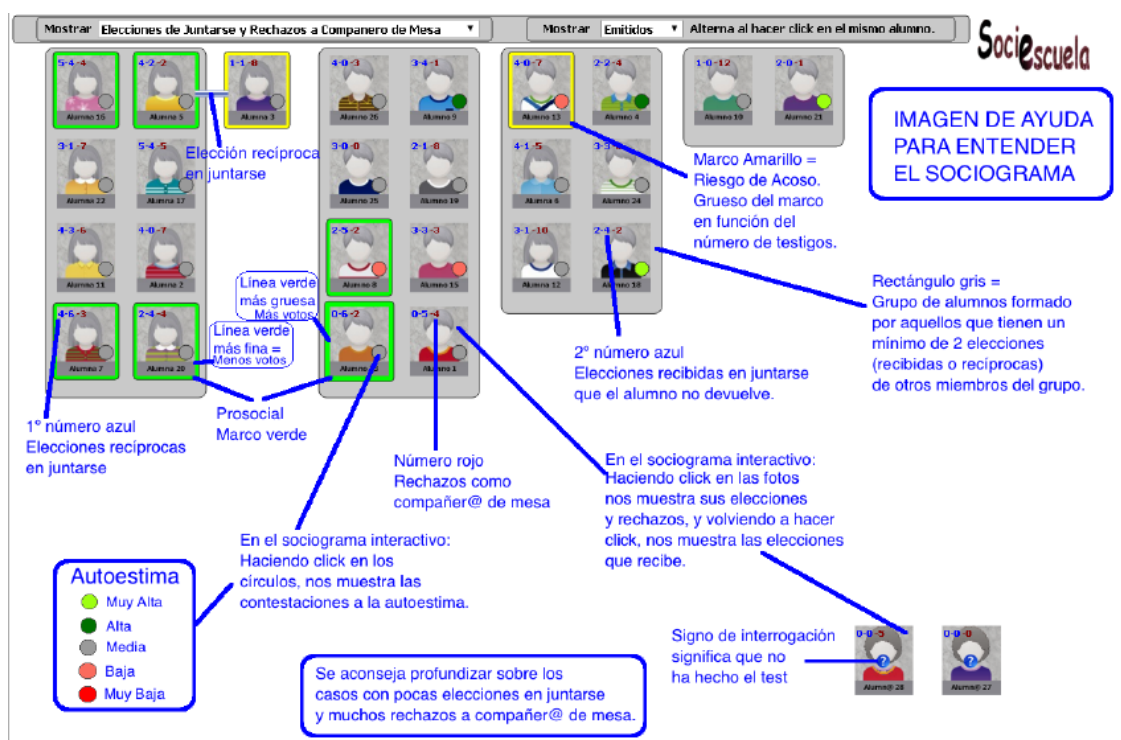 Mostrar Elecciones de Juntarse y Rechazos a Companero de Mesa
Mostrar Emitidos Alterna al hacer click en el mismo alumno.
SociEscuela
IMAGEN DE AYUDA
PARA ENTENDER
EL SOCIOGRAMA
5-4-4
Alumno 16
4-2-2
Alumno 5
1-1-8
Alumno 3
4-0-3
Alumno 26
3-4-1
Alumno 9
4-0-7
Alumno 13
2-2-4
Alumno 4
1-0-12
Alumno 10
2-0-1
Alumno 21
Elección recíproca
en juntarse
3-1-7
Alumna 22
5-4-5
Alumno 17
3-0-0
Alumno 25
2-1-8
Alumno 19
4-1-5
Alumna 6
Alumna 24
Marco Amarillo =
Riesgo de Acoso.
Grueso del marco
en función del
número de testigos.
4-3-6
Alumno 11
4-0-7
Alumno 2
2-5-2
Alumno 8
3-3-3
Alumno 15
3-1-10
Alumna 12
2-4-2
Alumno 18
Rectángulo gris =
Grupo de alumnos formado
por aquellos que tienen un
mínimo de 2 elecciones
(recibidas o recíprocas)
de otros miembros del grupo.
Línea verde
más gruesa
Más votos
Línea verde
más fina =
Menos votos
4-6-3
Alumna 7
2-4-4
Alumna 20
0-6-2
0-5-4
Alumno 1
2º número azul
Elecciones recibidas en juntarse
que el alumno no devuelve.
Prosocial
Marco verde
1º número azul
Elecciones recíprocas
en juntarse
Número rojo
Rechazos como
compañer@ de mesa
En el sociograma interactivo:
Haciendo click en las fotos
nos muestra sus elecciones
y rechazos, y volviendo a hacer
click, nos muestra las elecciones
que recibe.
En el sociograma interactivo:
Haciendo click en los
círculos, nos muestra las
contestaciones a la autoestima.
Autoestima
Muy Alta
Alta
Media
Baja
Muy Baja
Se aconseja profundizar sobre los
casos con pocas elecciones en juntarse
y muchos rechazos a compañer@ de mesa.
Signo de interrogación
significa que no
ha hecho el test
0-0-5
?
Alumn@ 28
0-0-0
?
Alumn@ 27